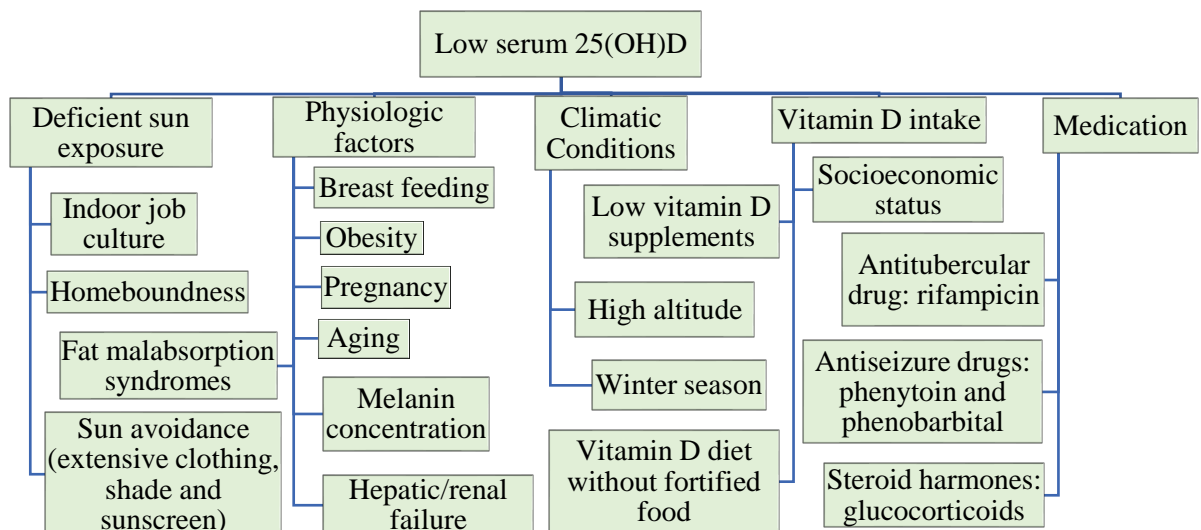 Low serum 25(OH)D
Deficient sun
exposure
Indoor job
culture
Homeboundness
Sun avoidance
(extensive clothing,
shade and
sunscreen)
Physiologic
factors
Breast feeding
Obesity
Pregnancy
Aging
Fat malabsorption
syndromes
Melanin
concentration
Hepatic/renal
failure
Climatic
Conditions
High altitude
Winter season
Vitamin D intake
Socioeconomic
status
Low vitamin D
supplements
Vitamin D diet
without fortified
food
Medication
Antitubercular
drug: rifampicin
Antiseizure drugs:
phenytoin and
phenobarbital
Steroid harmones:
glucocorticoids